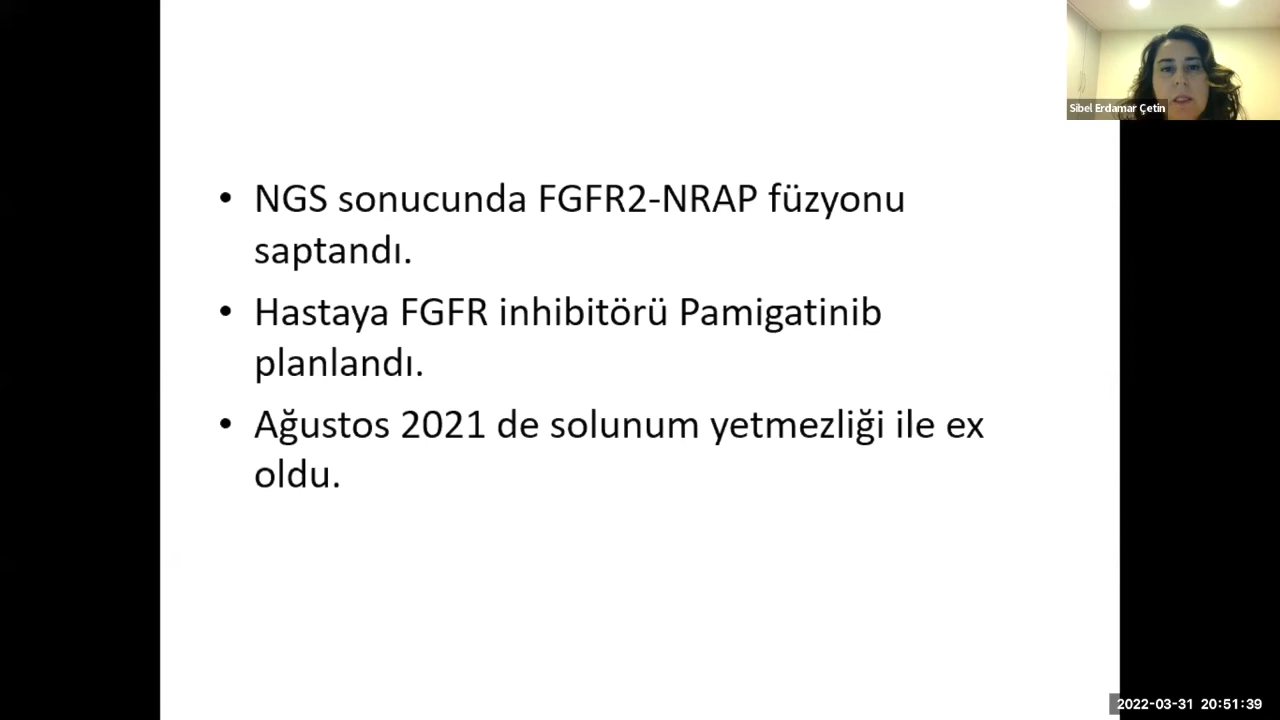 Sibel Erdamar Çetin
• NGS sonucunda FGFR2-NRAP füzyonu
saptandı.
• Hastaya FGFR inhibitörü Pamigatinib
planlandı.
• Ağustos 2021 de solunum yetmezliği ile ex
oldu.
2022-03-31 20:51:39